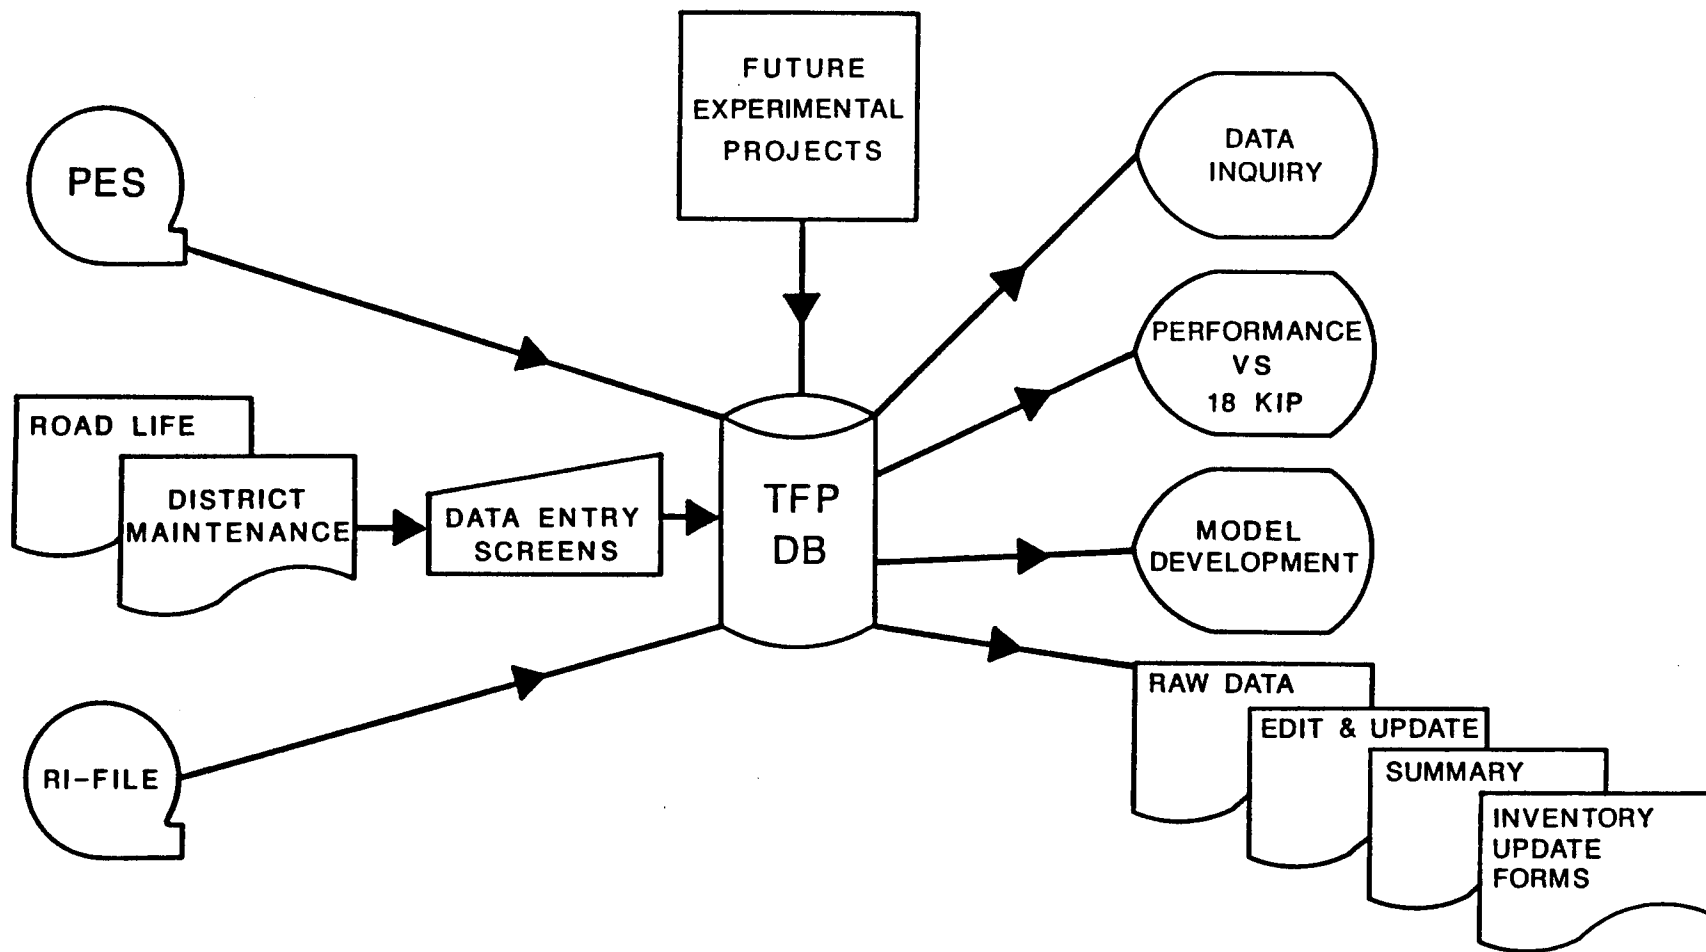 FUTURE
EXPERIMENTAL
PROJECTS
PES
DATA
INQUIRY
PERFORMANCE
VS
18 KIP
ROAD LIFE
DISTRICT
MAINTENANCE
DATA ENTRY
SCREENS
TFP
DB
MODEL
DEVELOPMENT
RI-FILE
RAW DATA
EDIT & UPDATE
SUMMARY
INVENTORY
UPDATE
FORMS